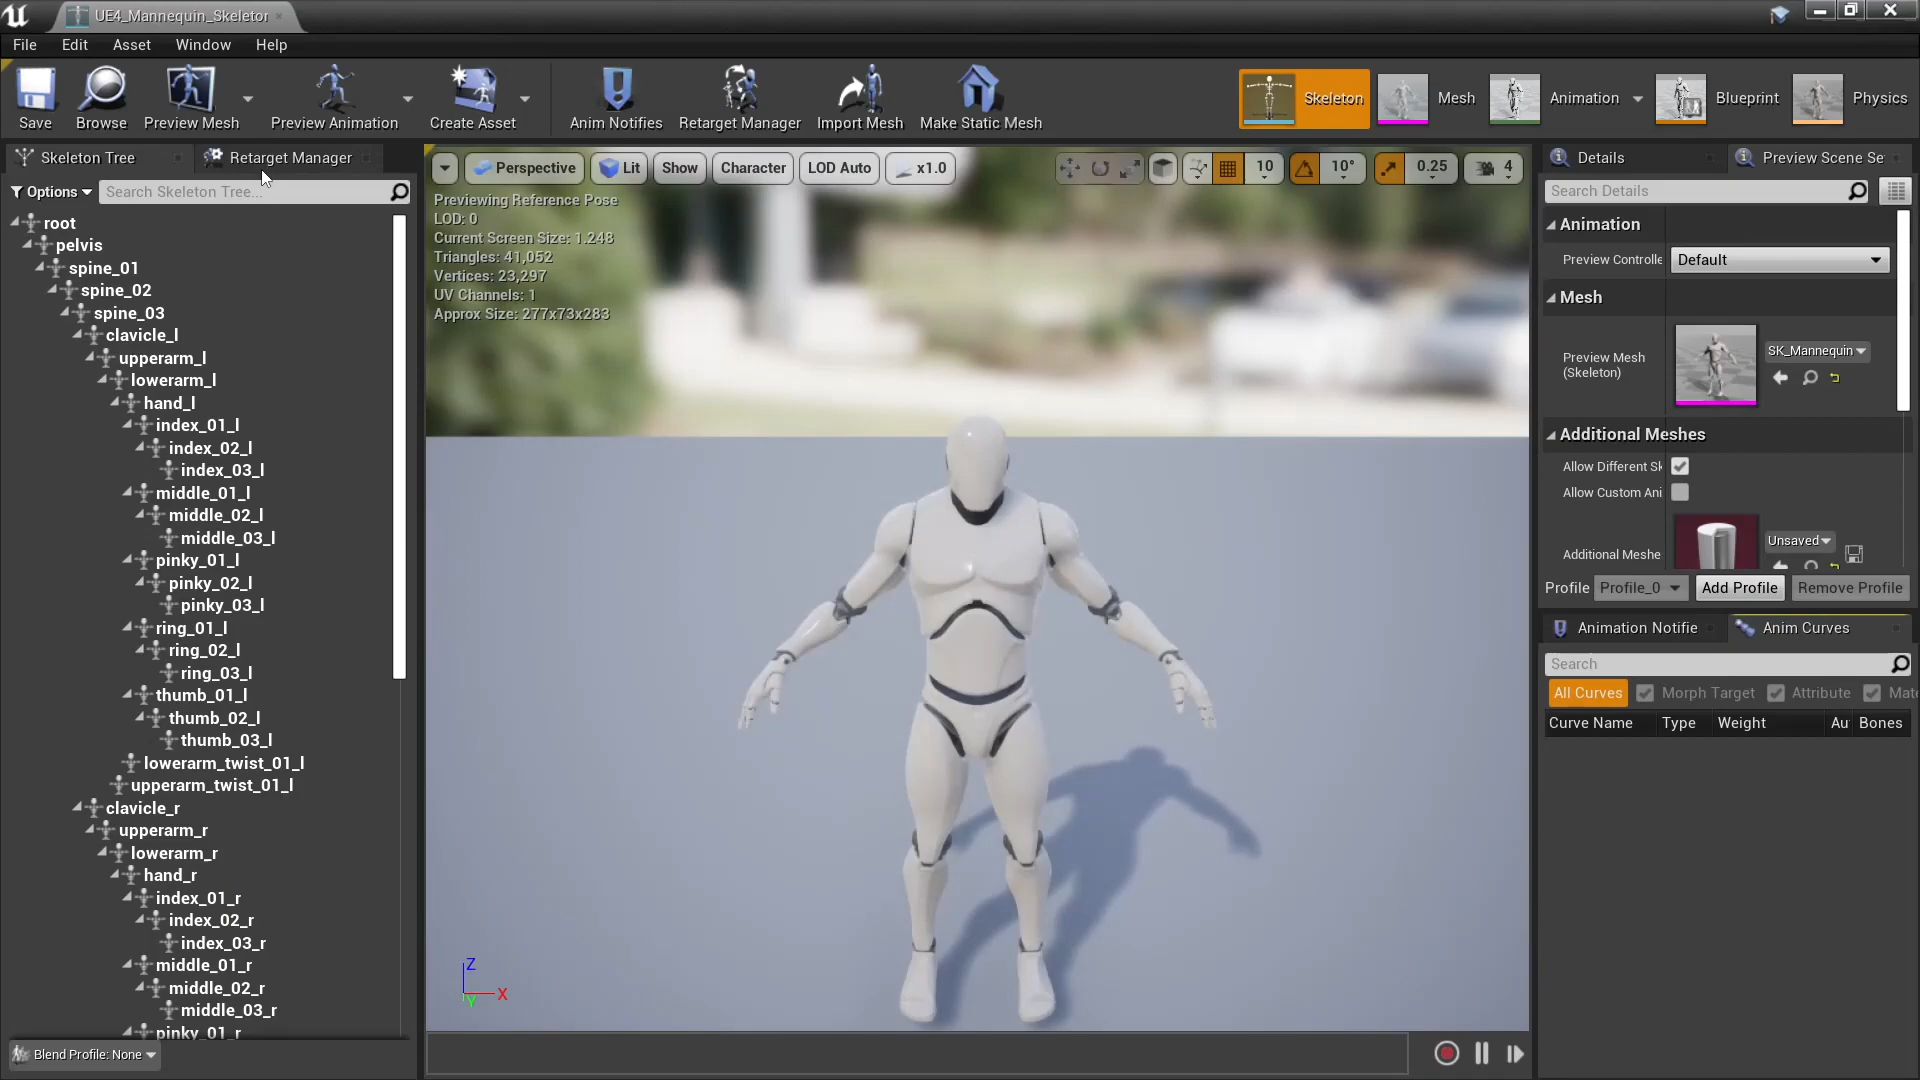 UE4_Mannequin_Skeletor
File Edit Asset Window Help
Save Browse Preview Mesh Preview Animation Create Asset Anim Notifies Retarget Manager Import Mesh Make Static Mesh
Skeleton Mesh Animation Blueprint Physics
Skeleton Tree Retarget Manager
Options Search Skeleton Tree...
root
pelvis
spine_01
spine_02
spine_03
clavicle_l
upperarm_l
lowerarm_l
hand_l
index_01_l
index_02_l
index_03_l
middle_01_l
middle_02_l
middle_03_l
pinky_01_l
pinky_02_l
pinky_03_l
ring_01_l
ring_02_l
ring_03_l
thumb_01_l
thumb_02_l
thumb_03_l
lowerarm_twist_01_l
upperarm_twist_01_l
clavicle_r
upperarm_r
lowerarm_r
hand_r
index_01_r
index_02_r
index_03_r
middle_01_r
middle_02_r
middle_03_r
pinky_01_r
Blend Profile: None
Perspective Lit Show Character LOD Auto x1.0 10 10° 0.25 4
Previewing Reference Pose
LOD: 0
Current Screen Size: 1.248
Triangles: 41,052
Vertices: 23,297
UV Channels: 1
Approx Size: 277x73x283
Z
X
Y
Details Preview Scene Se
Search Details
Animation
Preview Controlle Default
Mesh
Preview Mesh
(Skeleton)
SK_Mannequin
Additional Meshes
Allow Different Sk
Allow Custom Ani
Additional Meshe Unsaved
Profile Profile_0 Add Profile Remove Profile
Animation Notifie Anim Curves
Search
All Curves Morph Target Attribute Mate
Curve Name Type Weight Au Bones